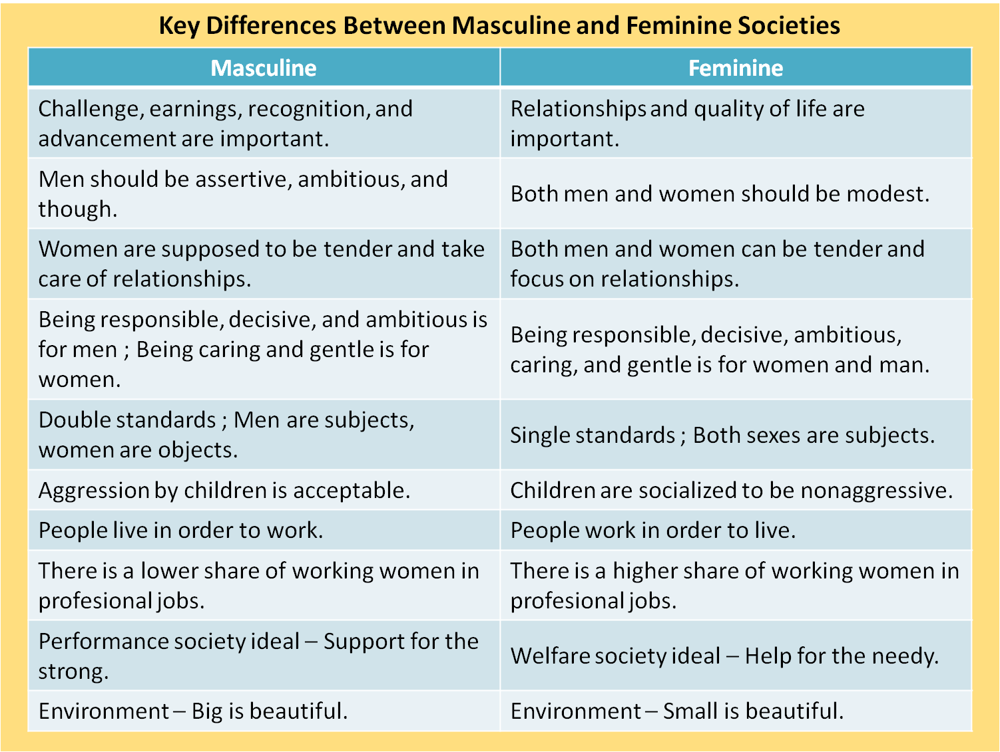 Key Differences Between Masculine and Feminine Societies
Masculine
Feminine
Challenge, earnings, recognition, and
advancement are important.
Relationships and quality of life are
important.
Men should be assertive, ambitious, and
though.
Both men and women should be modest.
Women are supposed to be tender and take
care of relationships.
Both men and women can be tender and
focus on relationships.
Being responsible, decisive, and ambitious is
for men ; Being caring and gentle is for
women.
Being responsible, decisive, ambitious,
caring, and gentle is for women and man.
Double standards ; Men are subjects,
women are objects.
Single standards ; Both sexes are subjects.
Aggression by children is acceptable.
Children are socialized to be nonaggressive.
People live in order to work.
People work in order to live.
There is a lower share of working women in
profesional jobs.
There is a higher share of working women in
profesional jobs.
Performance society ideal – Support for the
strong.
Welfare society ideal – Help for the needy.
Environment – Big is beautiful.
Environment – Small is beautiful.